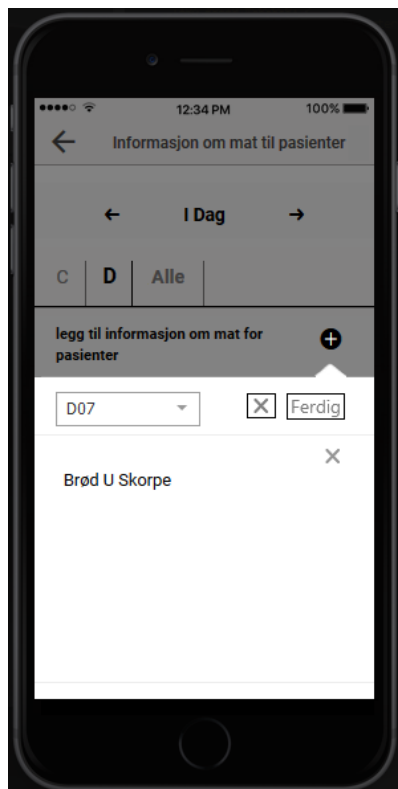 12:34 PM 100%
Informasjon om mat til pasienter
I Dag
C D Alle
legg til informasjon om mat for
pasienter
D07 Ferdig
Brød U Skorpe